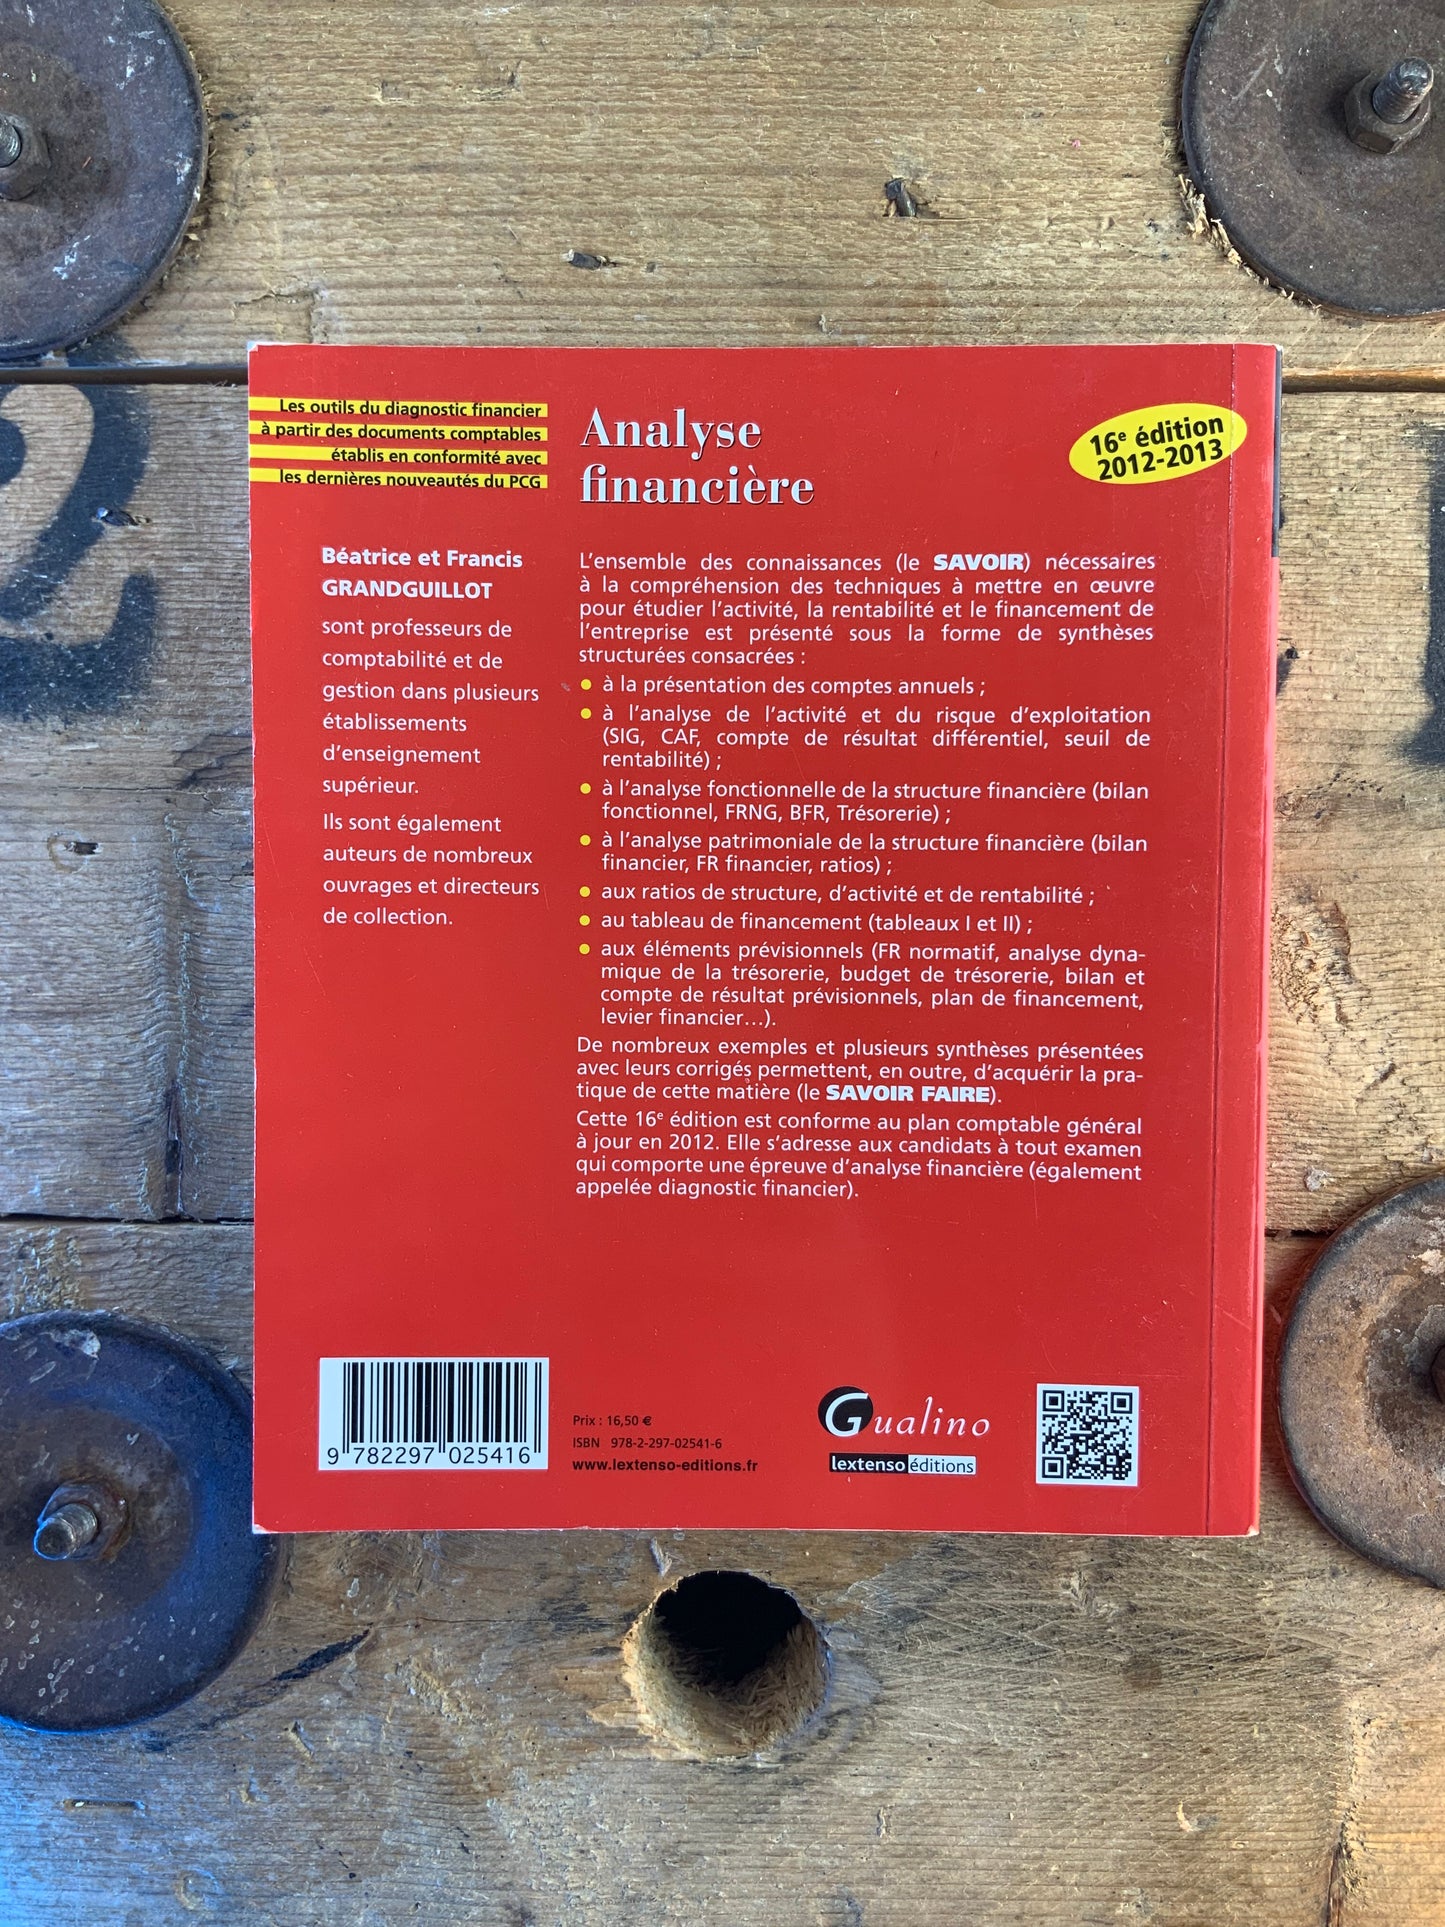 Les outils du diagnostic financier
à partir des documents comptables
établis en conformité avec
les dernières nouveautés du PCG
Analyse
financière
16e édition
2012-2013
Béatrice et Francis
GRANDGUILLOT
sont professeurs de
comptabilité et de
gestion dans plusieurs
établissements
d'enseignement
supérieur.
Ils sont également
auteurs de nombreux
ouvrages et directeurs
de collection.
L'ensemble des connaissances (le SAVOIR) nécessaires
à la compréhension des techniques à mettre en œuvre
pour étudier l'activité, la rentabilité et le financement de
l'entreprise est présenté sous la forme de synthèses
structurées consacrées :
● à la présentation des comptes annuels ;
● à l'analyse de l'activité et du risque d'exploitation
(SIG, CAF, compte de résultat différentiel, seuil de
rentabilité) ;
● à l'analyse fonctionnelle de la structure financière (bilan
fonctionnel, FRNG, BFR, Trésorerie) ;
● à l'analyse patrimoniale de la structure financière (bilan
financier, FR financier, ratios) ;
● aux ratios de structure, d'activité et de rentabilité ;
● au tableau de financement (tableaux I et II) ;
● aux éléments prévisionnels (FR normatif, analyse dyna-
mique de la trésorerie, budget de trésorerie, bilan et
compte de résultat prévisionnels, plan de financement,
levier financier...).
De nombreux exemples et plusieurs synthèses présentées
avec leurs corrigés permettent, en outre, d'acquérir la pra-
tique de cette matière (le SAVOIR FAIRE).
Cette 16e édition est conforme au plan comptable général
à jour en 2012. Elle s'adresse aux candidats à tout examen
qui comporte une épreuve d'analyse financière (également
appelée diagnostic financier).
9 782297 025416
Prix : 16,50 €
ISBN 978-2-297-02541-6
www.lextenso-editions.fr
Gualino
lextenso éditions
2